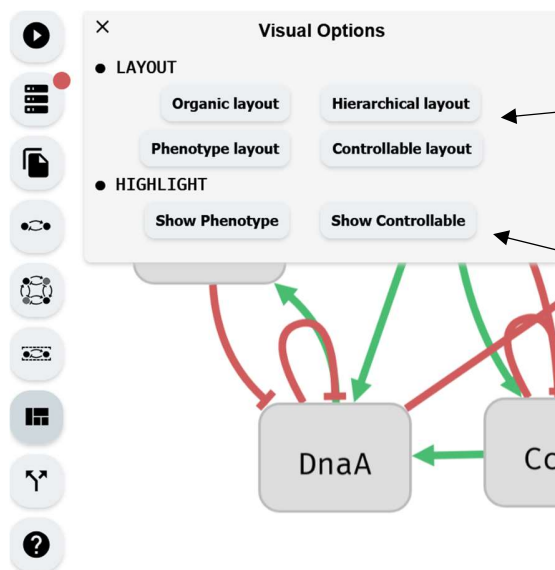 Visual Options
LAYOUT
Organic layout Hierarchical layout
Phenotype layout Controllable layout
HIGHLIGHT
Show Phenotype Show Controllable
DnaA